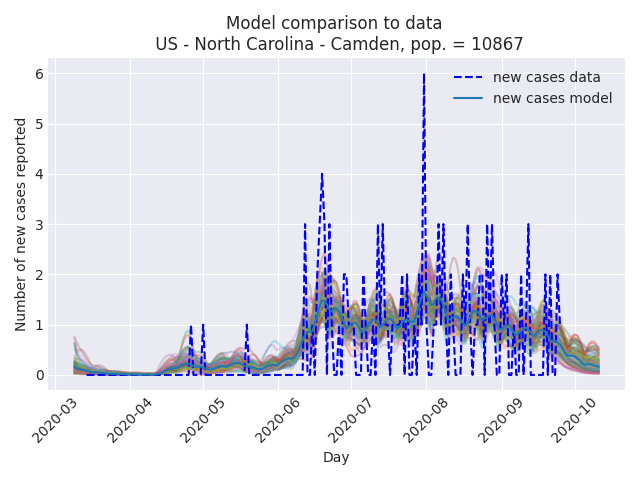 Model comparison to data
US - North Carolina - Camden, pop. = 10867
new cases data
new cases model
Number of new cases reported
6
5
4
3
2
1
0
2020-03
2020-04
2020-05
2020-06
2020-07
2020-08
2020-09
2020-10
Day